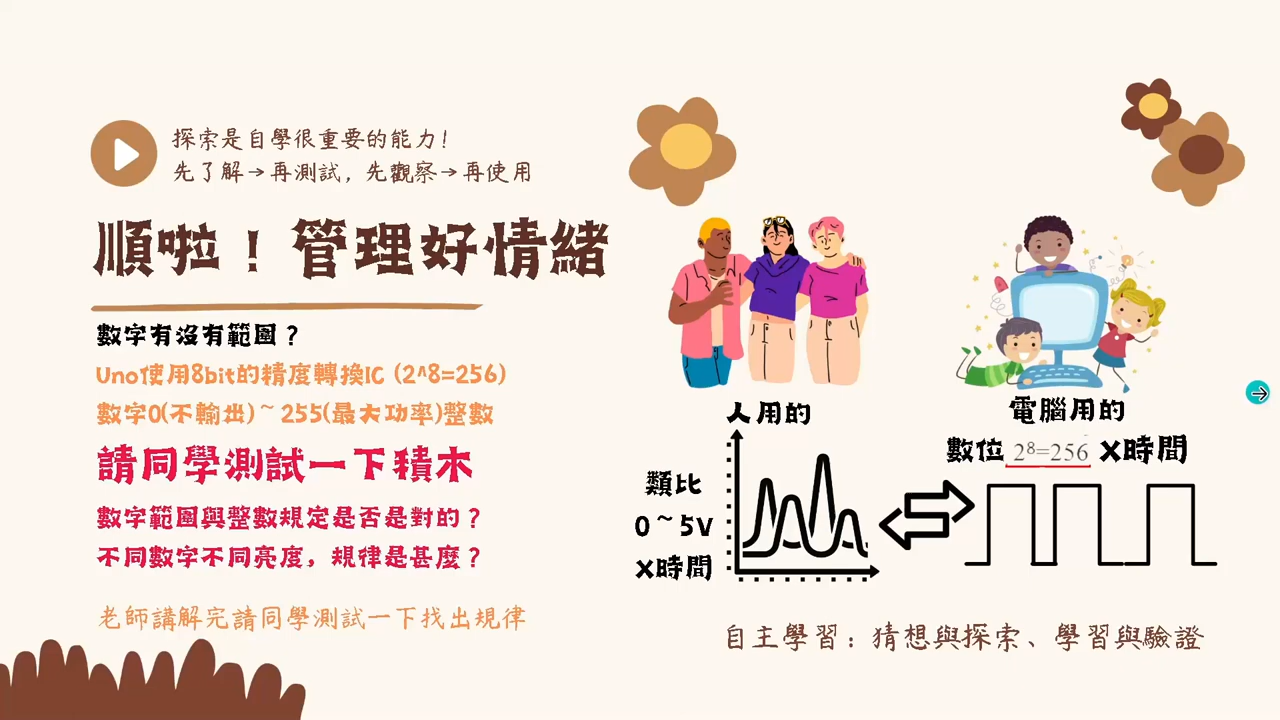 探索是自學很重要的能力!
先了解→再測試, 先觀察→再使用
順啦！管理好情緒
數字有沒有範圍？
Uno使用8bit的精度轉換IC (2^8=256)
數字0(不輸出) ~ 255(最大功率)整數
請同學測試一下積木
數字範圍與整數規定是否是對的？
不同數字不同亮度，規律是甚麼？
老師講解完請同學測試一下找出規律
人用的
類比
0 ~ 5V
X時間
電腦用的
數位 2⁸=256 X時間
自主學習：猜想與探索、學習與驗證